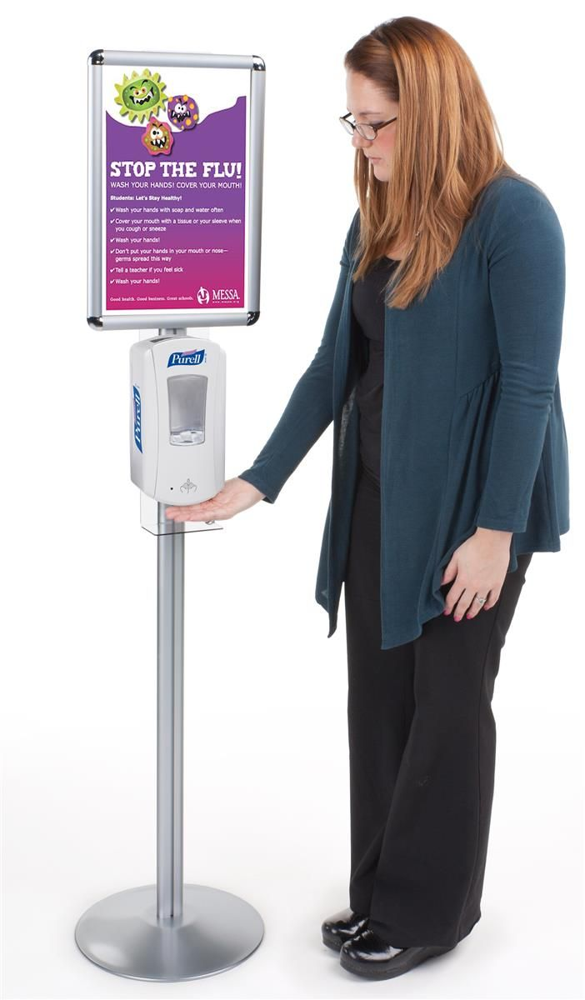 STOP THE FLU!
WASH YOUR HANDS! COVER YOUR MOUTH!
Students: Let's Stay Healthy!
✓Wash your hands with soap and water often
✓Cover your mouth with a tissue or your sleeve when
you cough or sneeze
✓Wash your hands!
✓Don't put your hands in your mouth or nose—
germs spread this way
✓Tell a teacher if you feel sick
✓Wash your hands!
Good health. Good business. Great schools.
MESSA.
www.messa.org
Purell
Purell